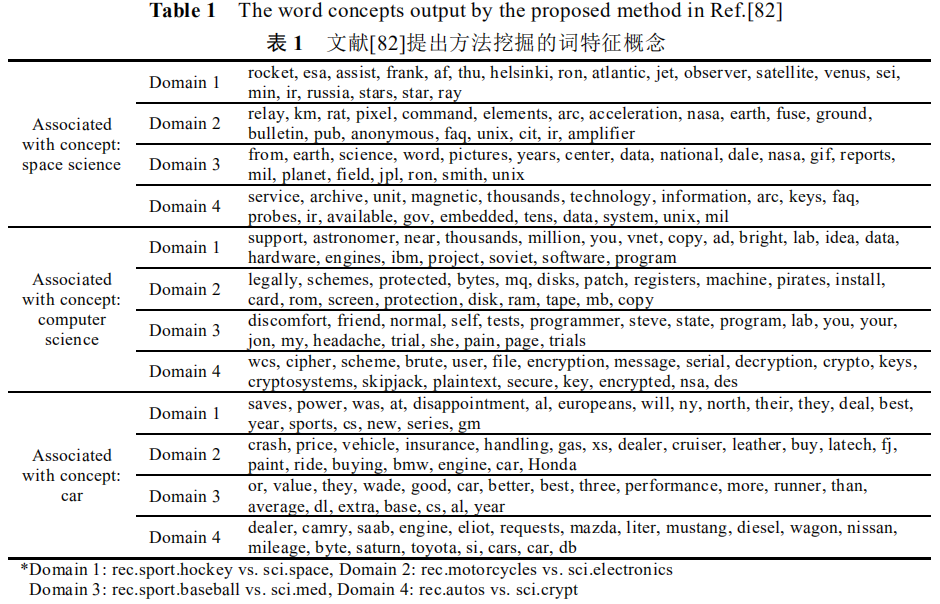 Table 1 The word concepts output by the proposed method in Ref.[82]
表 1 文献[82]提出方法挖掘的词特征概念
Associated with concept: space science
Domain 1
rocket, esa, assist, frank, af, thu, helsinki, ron, atlantic, jet, observer, satellite, venus, sei,
min, ir, russia, stars, star, ray
Domain 2
relay, km, rat, pixel, command, elements, arc, acceleration, nasa, earth, fuse, ground,
bulletin, pub, anonymous, faq, unix, cit, ir, amplifier
Domain 3
from, earth, science, word, pictures, years, center, data, national, dale, nasa, gif, reports,
mil, planet, field, jpl, ron, smith, unix
Domain 4
service, archive, unit, magnetic, thousands, technology, information, arc, keys, faq,
probes, ir, available, gov, embedded, tens, data, system, unix, mil
Associated with concept: computer science
Domain 1
support, astronomer, near, thousands, million, you, vnet, copy, ad, bright, lab, idea, data,
hardware, engines, ibm, project, soviet, software, program
Domain 2
legally, schemes, protected, bytes, mq, disks, patch, registers, machine, pirates, install,
card, rom, screen, protection, disk, ram, tape, mb, copy
Domain 3
discomfort, friend, normal, self, tests, programmer, steve, state, program, lab, you, your,
jon, my, headache, trial, she, pain, page, trials
Domain 4
wcs, cipher, scheme, brute, user, file, encryption, message, serial, decryption, crypto, keys,
cryptosystems, skipjack, plaintext, secure, key, encrypted, nsa, des
Associated with concept: car
Domain 1
saves, power, was, at, disappointment, al, europeans, will, ny, north, their, they, deal, best,
year, sports, cs, new, series, gm
Domain 2
crash, price, vehicle, insurance, handling, gas, xs, dealer, cruiser, leather, buy, latech, fj,
paint, ride, buying, bmw, engine, car, Honda
Domain 3
or, value, they, wade, good, car, better, best, three, performance, more, runner, than,
average, dl, extra, base, cs, al, year
Domain 4
dealer, camry, saab, engine, eliot, requests, mazda, liter, mustang, diesel, wagon, nissan,
mileage, byte, saturn, toyota, si, cars, car, db
*Domain 1: rec.sport.hockey vs. sci.space, Domain 2: rec.motorcycles vs. sci.electronics
Domain 3: rec.sport.baseball vs. sci.med, Domain 4: rec.autos vs. sci.crypt